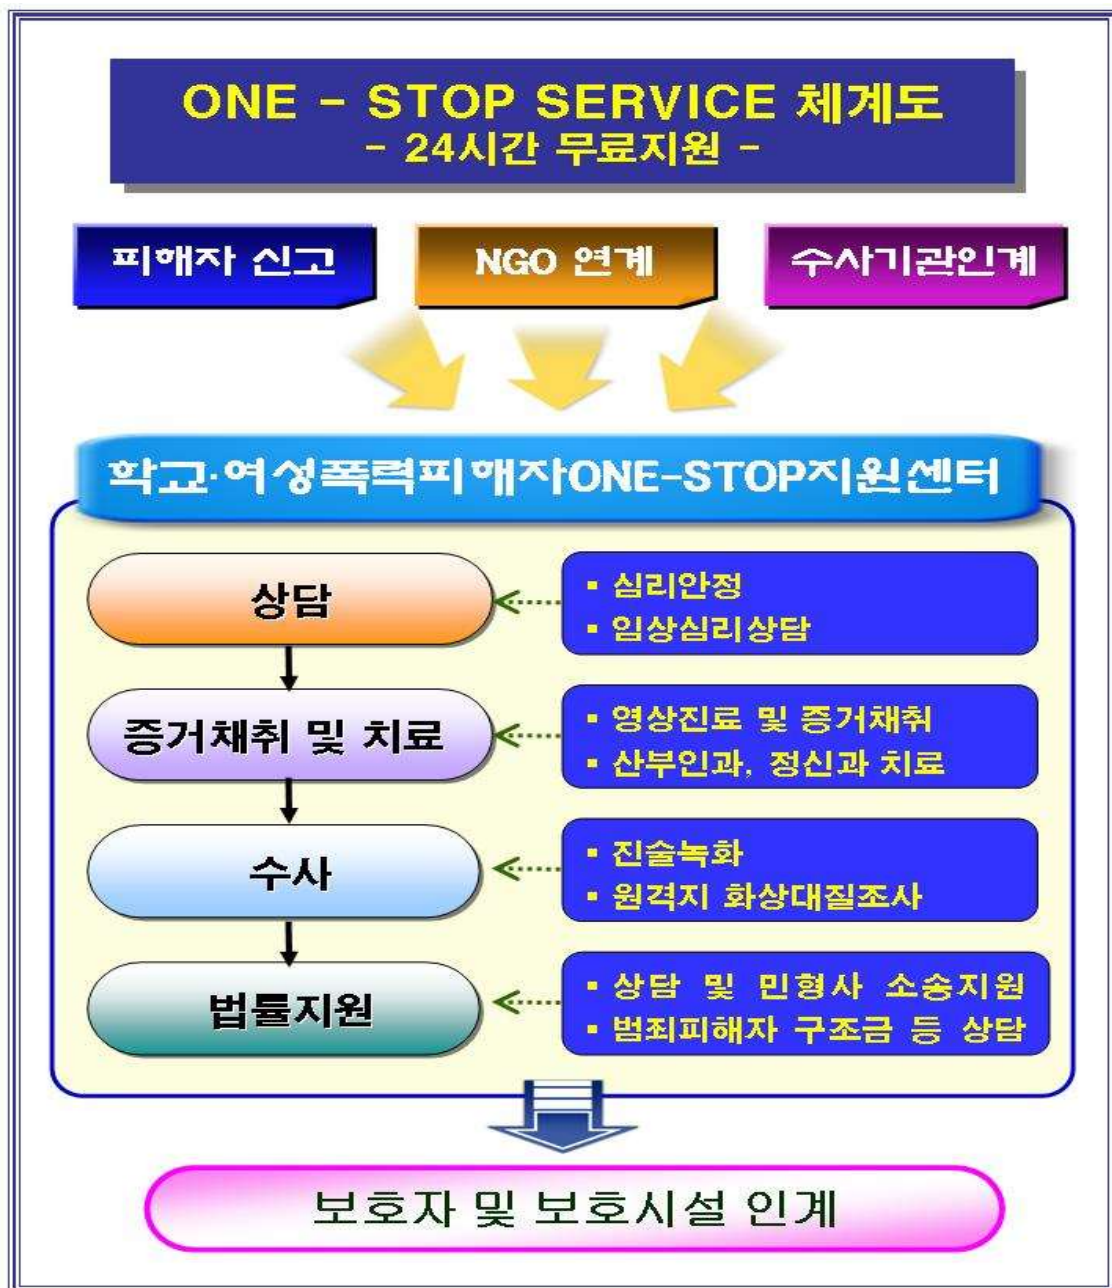 ONE - STOP SERVICE 체계도
- 24시간 무료지원 -
피해자 신고
NGO 연계
수사기관인계
학교·여성폭력피해자ONE-STOP지원센터
상담
▪ 심리안정
▪ 임상심리상담
증거채취 및 치료
▪ 영상진료 및 증거채취
▪ 산부인과, 정신과 치료
수사
▪ 진술녹화
▪ 원격지 화상대질조사
법률지원
▪ 상담 및 민형사 소송지원
▪ 범죄피해자 구조금 등 상담
보호자 및 보호시설 인계